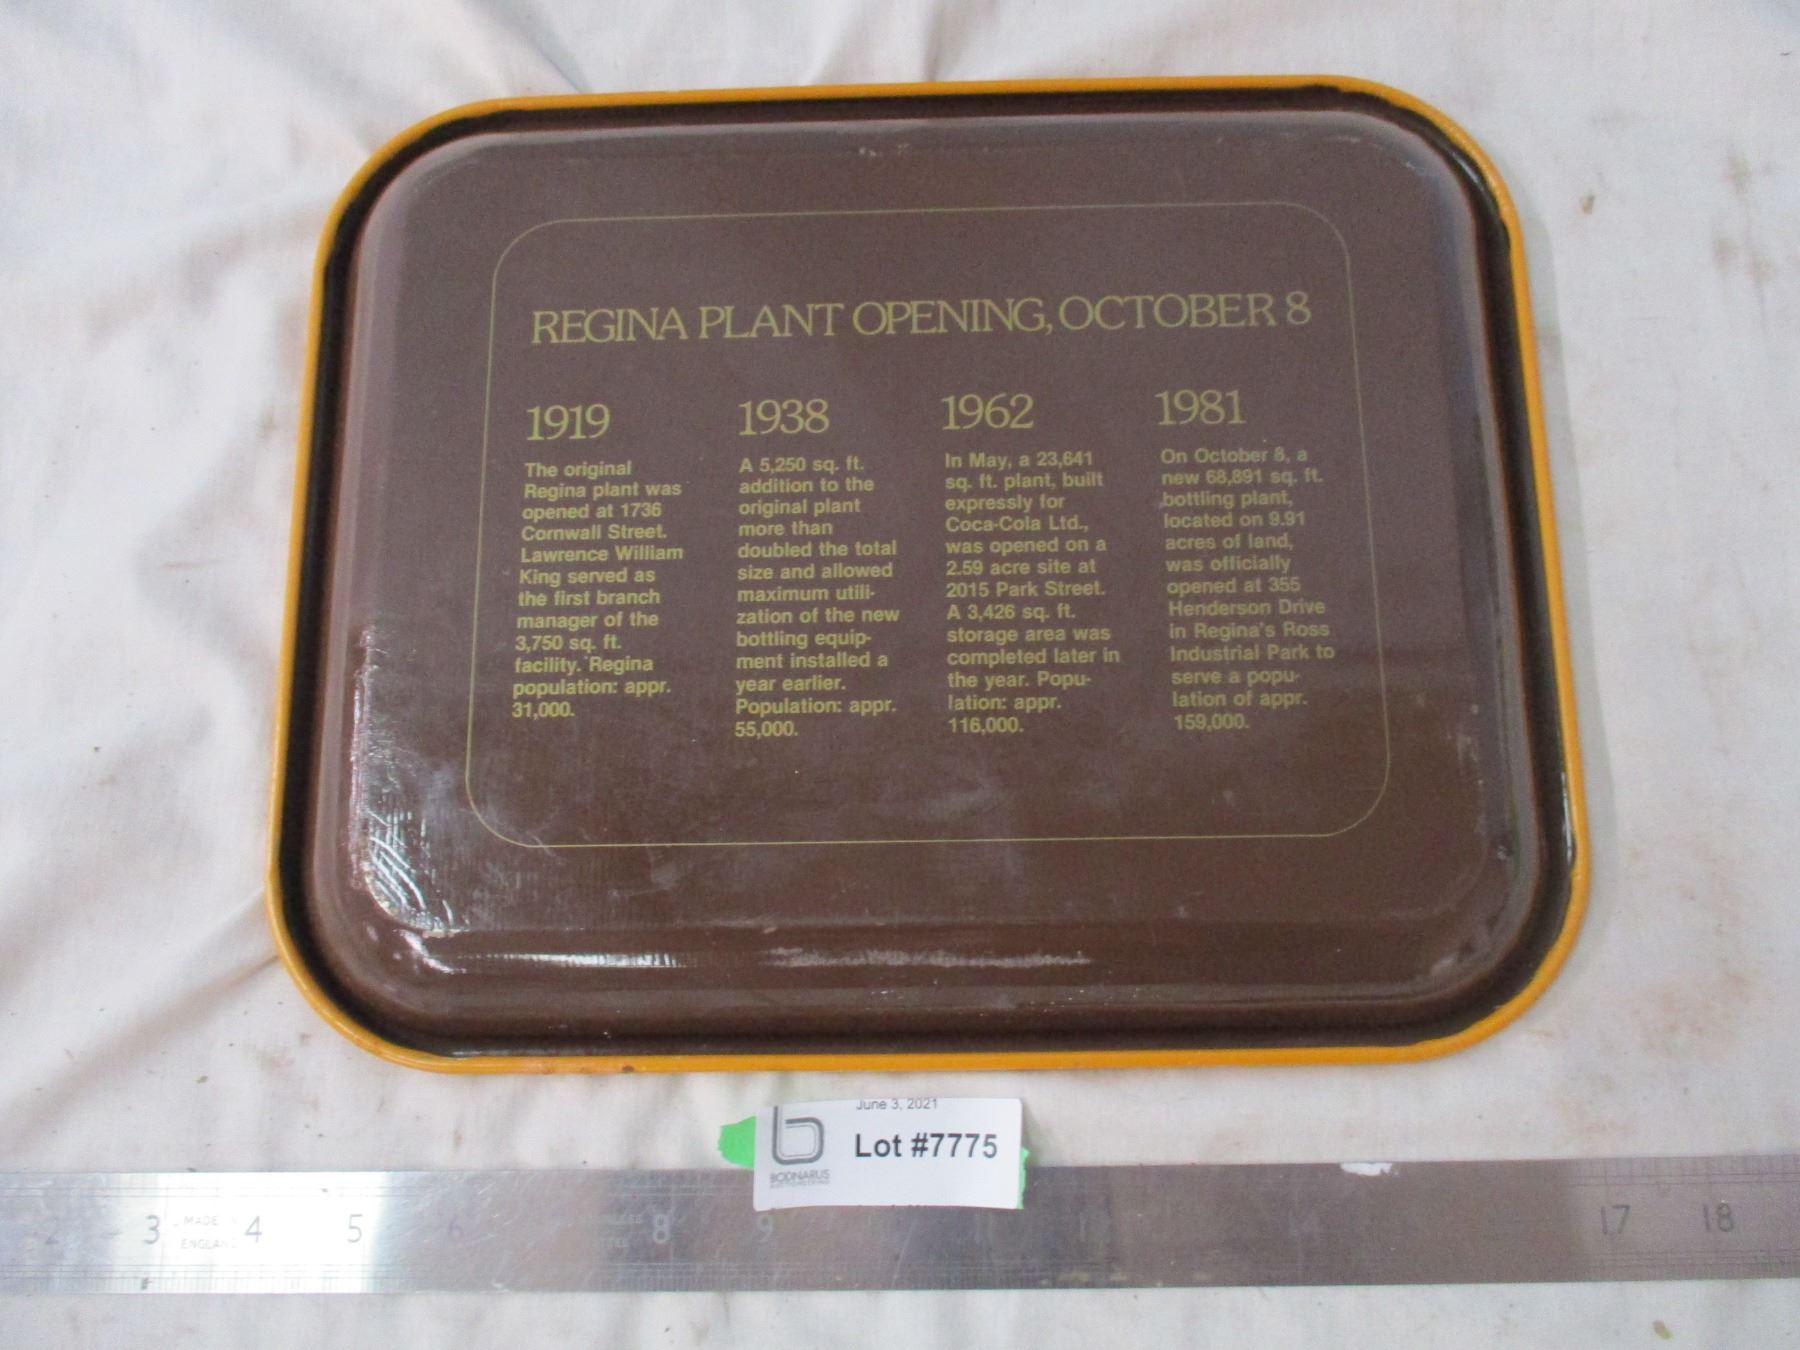 REGINA PLANT OPENING, OCTOBER 8
1919
The original
Regina plant was
opened at 1736
Cornwall Street.
Lawrence William
King served as
the first branch
manager of the
3,750 sq. ft.
facility. Regina
population: appr.
31,000.
1938
A 5,250 sq. ft.
addition to the
original plant
more than
doubled the total
size and allowed
maximum utili-
zation of the new
bottling equip-
ment installed a
year earlier.
Population: appr.
55,000.
1962
In May, a 23,641
sq. ft. plant, built
expressly for
Coca-Cola Ltd.,
was opened on a
2.59 acre site at
2015 Park Street.
A 3,426 sq. ft.
storage area was
completed later in
the year. Popu-
lation: appr.
116,000.
1981
On October 8, a
new 68,891 sq. ft.
bottling plant,
located on 9.91
acres of land,
was officially
opened at 355
Henderson Drive
in Regina's Ross
Industrial Park to
serve a popu-
lation of appr.
159,000.
June 3, 2021
Lot #7775
BODNARUS
AUCTIONEERING
2 3 4 5 6 8 9 17 18
MADE IN
ENGLAND